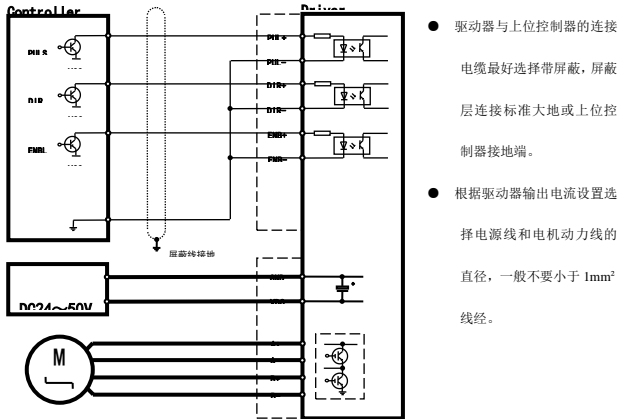 Controller
Driver
PULS
DIR
ENBL
PUL+
PUL-
DIR+
DIR-
ENB+
ENB-
屏蔽线接地
DC24～50V
M
● 驱动器与上位控制器的连接
电缆最好选择带屏蔽，屏蔽
层连接标准大地或上位控
制器接地端。
● 根据驱动器输出电流设置选
择电源线和电机动力线的
直径，一般不要小于 1mm²
线经。